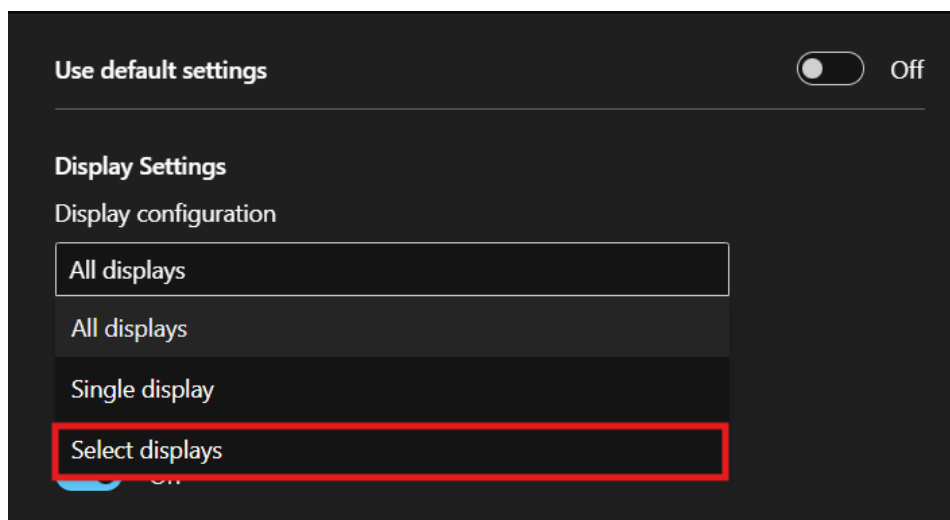 Use default settings
Off
Display Settings
Display configuration
All displays
All displays
Single display
Select displays